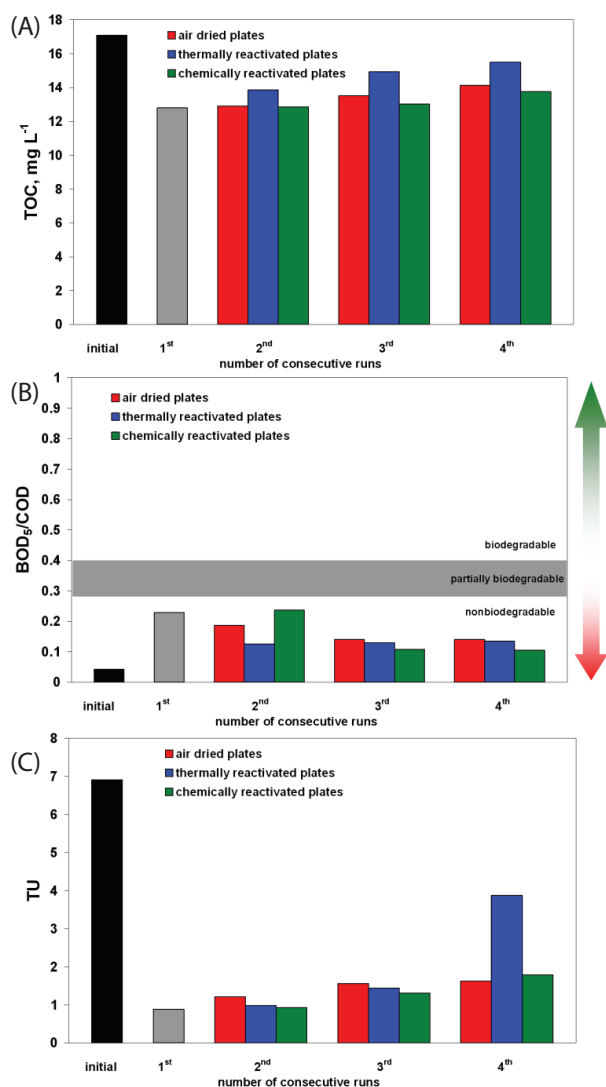 (A)
TOC, mg L⁻¹
18
16
14
12
10
8
6
4
2
0
air dried plates
thermally reactivated plates
chemically reactivated plates
initial 1st 2nd 3rd 4th
number of consecutive runs
(B)
BOD₅/COD
1
0.9
0.8
0.7
0.6
0.5
0.4
0.3
0.2
0.1
0
air dried plates
thermally reactivated plates
chemically reactivated plates
biodegradable
partially biodegradable
nonbiodegradable
initial 1st 2nd 3rd 4th
number of consecutive runs
(C)
TU
8
7
6
5
4
3
2
1
0
air dried plates
thermally reactivated plates
chemically reactivated plates
initial 1st 2nd 3rd 4th
number of consecutive runs